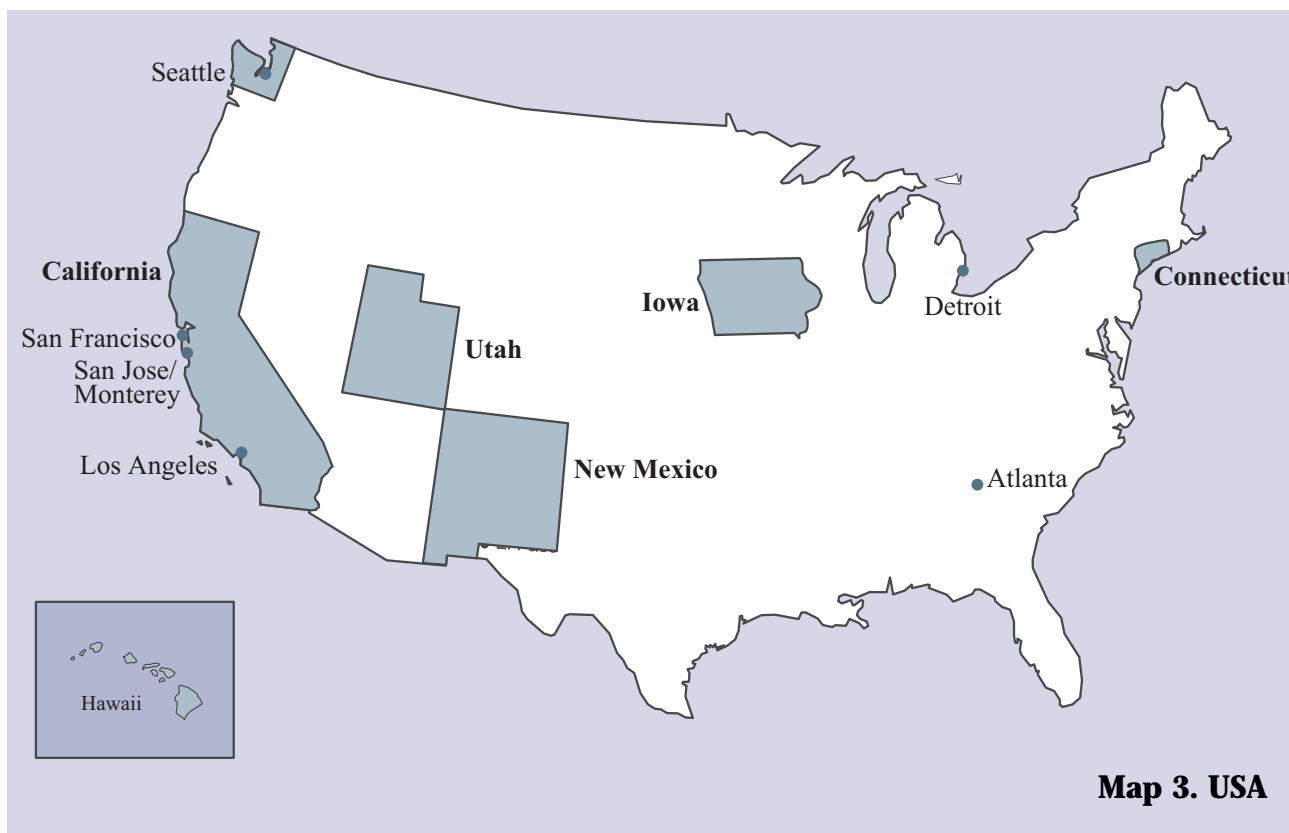 Seattle
California
Connecticut
Iowa
Detroit
San Francisco
Utah
San Jose/
Monterey
Los Angeles
New Mexico
Atlanta
Hawaii
Map 3. USA